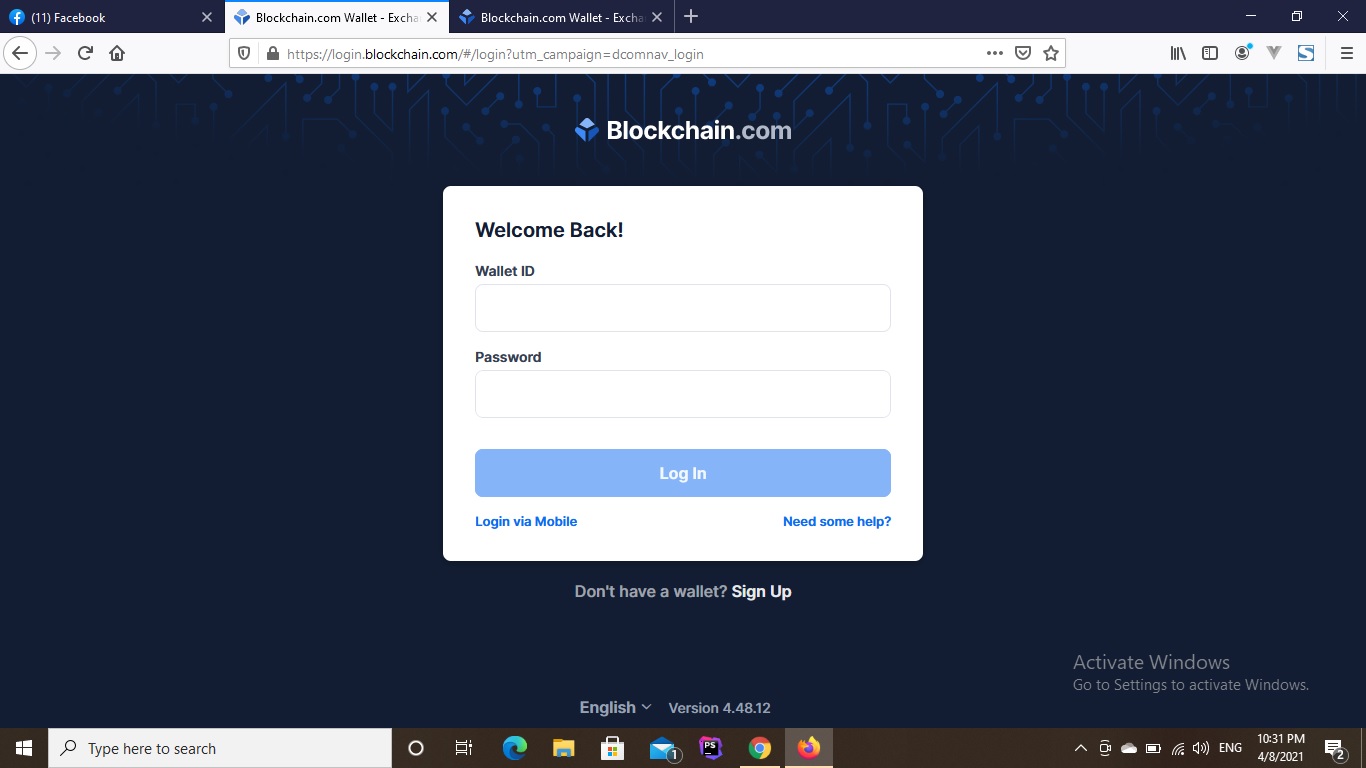 (11) Facebook
Blockchain.com Wallet - Excha
Blockchain.com Wallet - Excha
https://login.blockchain.com/#/login?utm_campaign=dcomnav_login
Blockchain.com
Welcome Back!
Wallet ID
Password
Log In
Login via Mobile
Need some help?
Don't have a wallet? Sign Up
Activate Windows
Go to Settings to activate Windows.
English
Version 4.48.12
Type here to search
1
PS
ENG
10:31 PM
4/8/2021
2